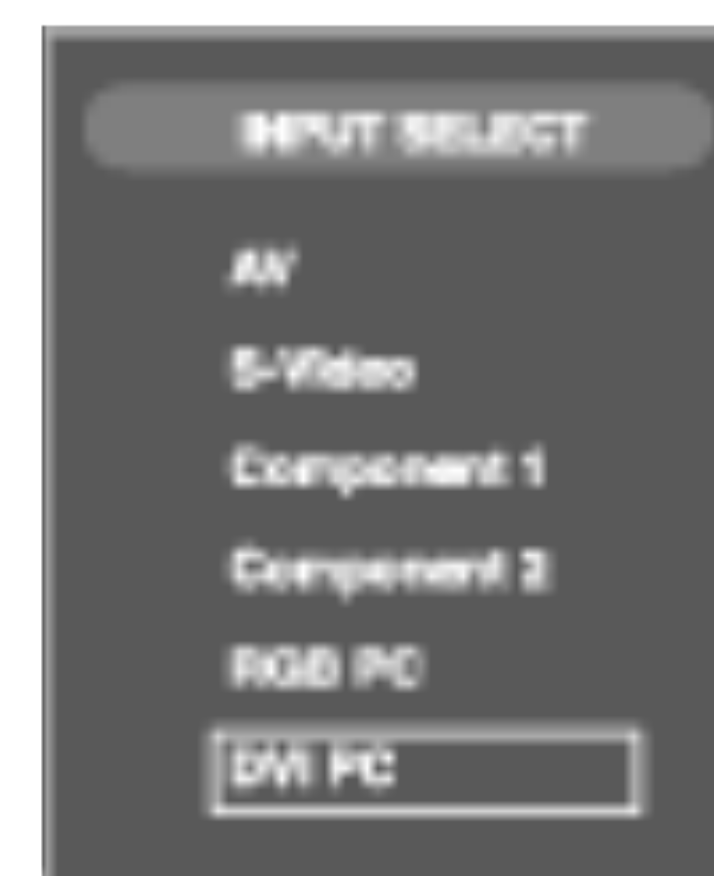 INPUT SELECT
AV
S-Video
Component 1
Component 2
RGB PC
DVI PC